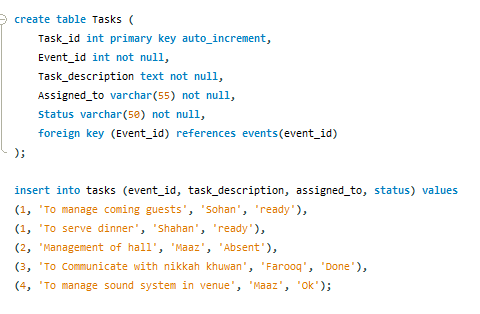 create table Tasks (
Task_id int primary key auto_increment,
Event_id int not null,
Task_description text not null,
Assigned_to varchar(55) not null,
Status varchar(50) not null,
foreign key (Event_id) references events(event_id)
);
insert into tasks (event_id, task_description, assigned_to, status) values
(1, 'To manage coming guests', 'Sohan', 'ready'),
(1, 'To serve dinner', 'Shahan', 'ready'),
(2, 'Management of hall', 'Maaz', 'Absent'),
(3, 'To Communicate with nikkah khuwan', 'Farooq', 'Done'),
(4, 'To manage sound system in venue', 'Maaz', 'Ok');